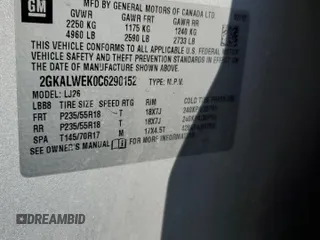 GM
MFD BY GENERAL MOTORS OF CANADA LTD.
GVWR GAWR FRT GAWR RR
2250 KG 1175 KG 1240 KG
4960 LB 2590 LB 2733 LB
THIS VEHICLE CONFORMS TO ALL APPLICABLE
U.S. FEDERAL MOTOR VEHICLE SAFETY AND
THEFT PREVENTION STANDARDS IN EFFECT ON
THE DATE OF MANUFACTURE SHOWN ABOVE.
2GKALWEK0C6290152 TYPE: M.P.V.
MODEL: LJ26
TIRE SIZE SPEED RTG RIM COLD
FRT P235/55R18 T 18X7J
RR P235/55R18 T 18X7J
SPA T145/70R17 M 17X4.5T
SEE OWNER'S MANUAL FOR MORE
DREAMBID